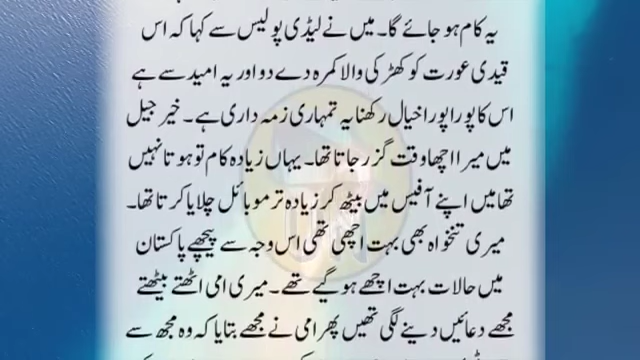 یہ کام ہو جائے گا۔ میں نے لیڈی پولیس سے کہا کہ اس
قیدی عورت کو کھڑکی والا کمرہ دے دو اور یہ امید سے ہے
اس کا پورا پورا خیال رکھنا یہ تمہاری زمہ داری ہے۔ خیر جیل
میں میرا اچھا وقت گزر جاتا تھا۔ یہاں زیادہ کام تو ہوتا نہیں
تھا میں اپنے آفیس میں بیٹھ کر زیادہ تر موبائل چلایا کرتا تھا۔
میری تنخواہ بھی بہت اچھی تھی اس وجہ سے پیچھے پاکستان
میں حالات بہت اچھے ہو گیے تھے۔ میری امی اٹھتے بیٹھتے
مجھے دعائیں دینے لگی تھیں پھر امی نے مجھے بتایا کہ وہ مجھ سے